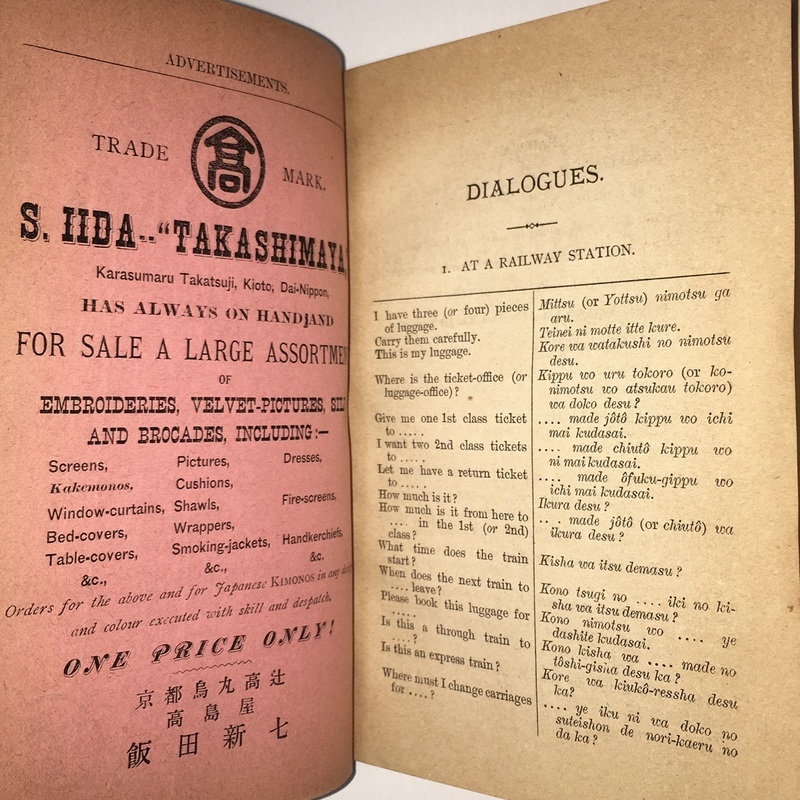 ADVERTISEMENTS.
TRADE
髙
MARK.
S. IIDA--"TAKASHIMAYA
Karasumaru Takatsuji, Kioto, Dai-Nippon,
HAS ALWAYS ON HAND AND
FOR SALE A LARGE
OF
EMBROIDERIES, VELVET-PICTURES,
AND BROCADES, INCLUDING:—
Screens,
Kakemonos,
Window-curtains,
Bed-covers,
Table-covers,
&c.,
Pictures,
Cushions,
Shawls,
Wrappers,
Smoking-jackets,
&c.,
Dresses,
Fire-screens,
Handkerchiefs,
&c.
Orders for the above and for Japanese KIMONOS in any
and colour executed with skill and despatch.
ONE PRICE ONLY!
京都烏丸高辻
高島屋
飯田新七
DIALOGUES.
1. AT A RAILWAY STATION.
I have three (or four) pieces
of luggage.
Carry them carefully.
This is my luggage.
Where is the ticket-office (or
luggage-office)?
Give me one 1st class ticket
to .....
I want two 2nd class tickets
to .....
Let me have a return ticket
to .....
How much is it?
How much is it from here to
.... in the 1st (or 2nd)
class?
What time does the train
start?
When does the next train to
.... leave?
Please book this luggage for
.....
Is this a through train to
....?
Is this an express train?
Where must I change carriages
for ....?
Mittsu (or Yottsu) nimotsu ga
aru.
Teinei ni motte itte kure.
Kore wa watakushi no nimotsu
desu.
Kippu wo uru tokoro (or ko-
nimotsu wo atsukau tokoro)
wa doko desu?
.... made jôtô kippu wo ichi
mai kudasai.
.... made chiutô kippu wo
ni mai kudasai.
.... made ôfuku-gippu wo
ichi mai kudasai.
Ikura desu?
.... made jôtô (or chiutô) wa
ikura desu?
Kisha wa itsu demasu?
Kono tsugi no .... iki no ki-
sha wa itsu demasu?
Kono nimotsu wo .... ye
dashite kudasai.
Kono kisha wa .... made no
tôshi-gisha desu ka?
Kore wa kiukô-ressha desu
ka?
.... ye iku ni wa doko no
suteishon de nori-kaeru no
da ka?